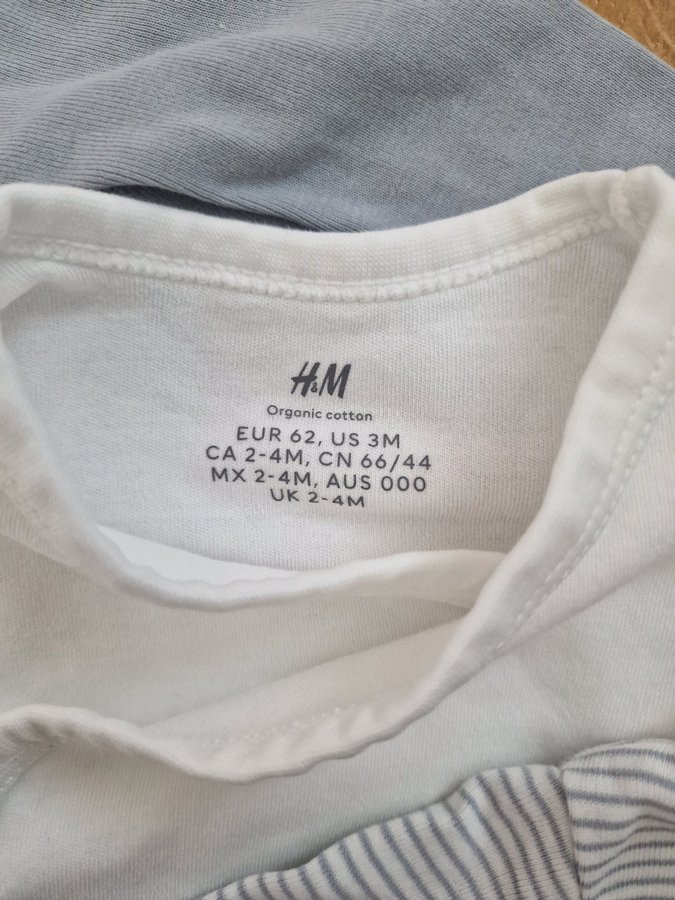 H&M
Organic cotton
EUR 62, US 3M
CA 2-4M, CN 66/44
MX 2-4M, AUS 000
UK 2-4M